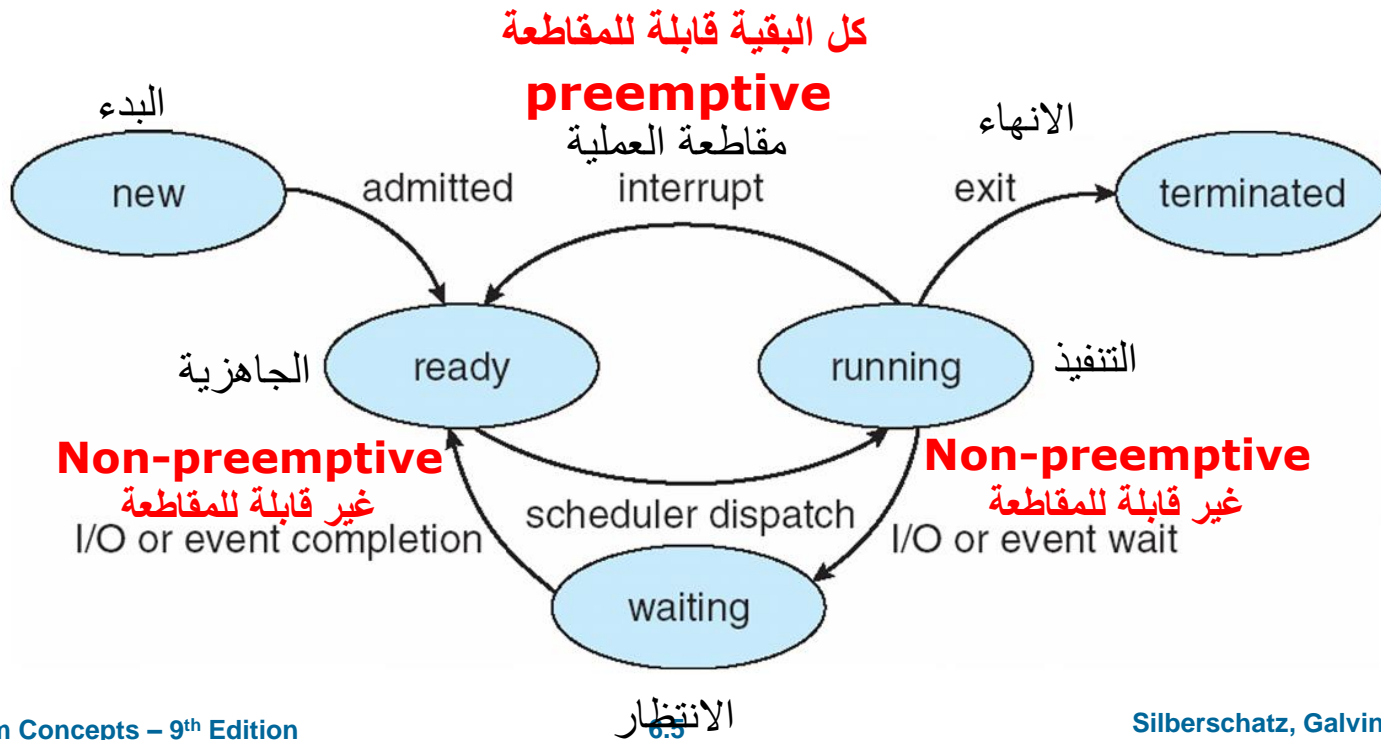 كل البقية قابلة للمقاطعة
preemptive
البدء
الانهاء
مقاطعة العملية
new
admitted
interrupt
exit
terminated
الجاهزية
ready
running
التنفيذ
Non-preemptive
غير قابلة للمقاطعة
I/O or event completion
scheduler dispatch
Non-preemptive
غير قابلة للمقاطعة
I/O or event wait
waiting
الانتظار
m Concepts – 9th Edition
6.5
Silberschatz, Galvin